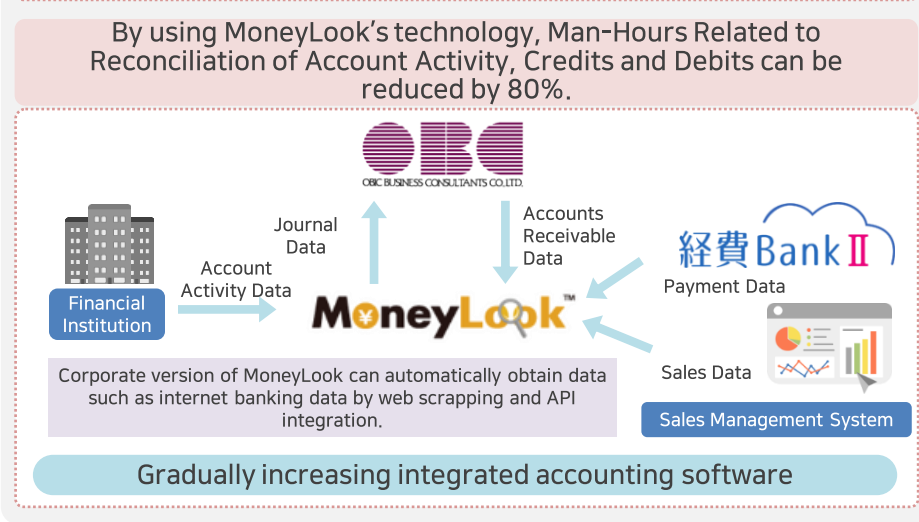 By using MoneyLook's technology, Man-Hours Related to
Reconciliation of Account Activity, Credits and Debits can be
reduced by 80%.
OBC
OBIC BUSINESS CONSULTANTS CO.,LTD.
Journal
Data
Accounts
Receivable
Data
経費BankⅡ
Payment Data
Account
Activity Data
Financial
Institution
MoneyLook™
Sales Data
Corporate version of MoneyLook can automatically obtain data
such as internet banking data by web scrapping and API
integration.
Sales Management System
Gradually increasing integrated accounting software